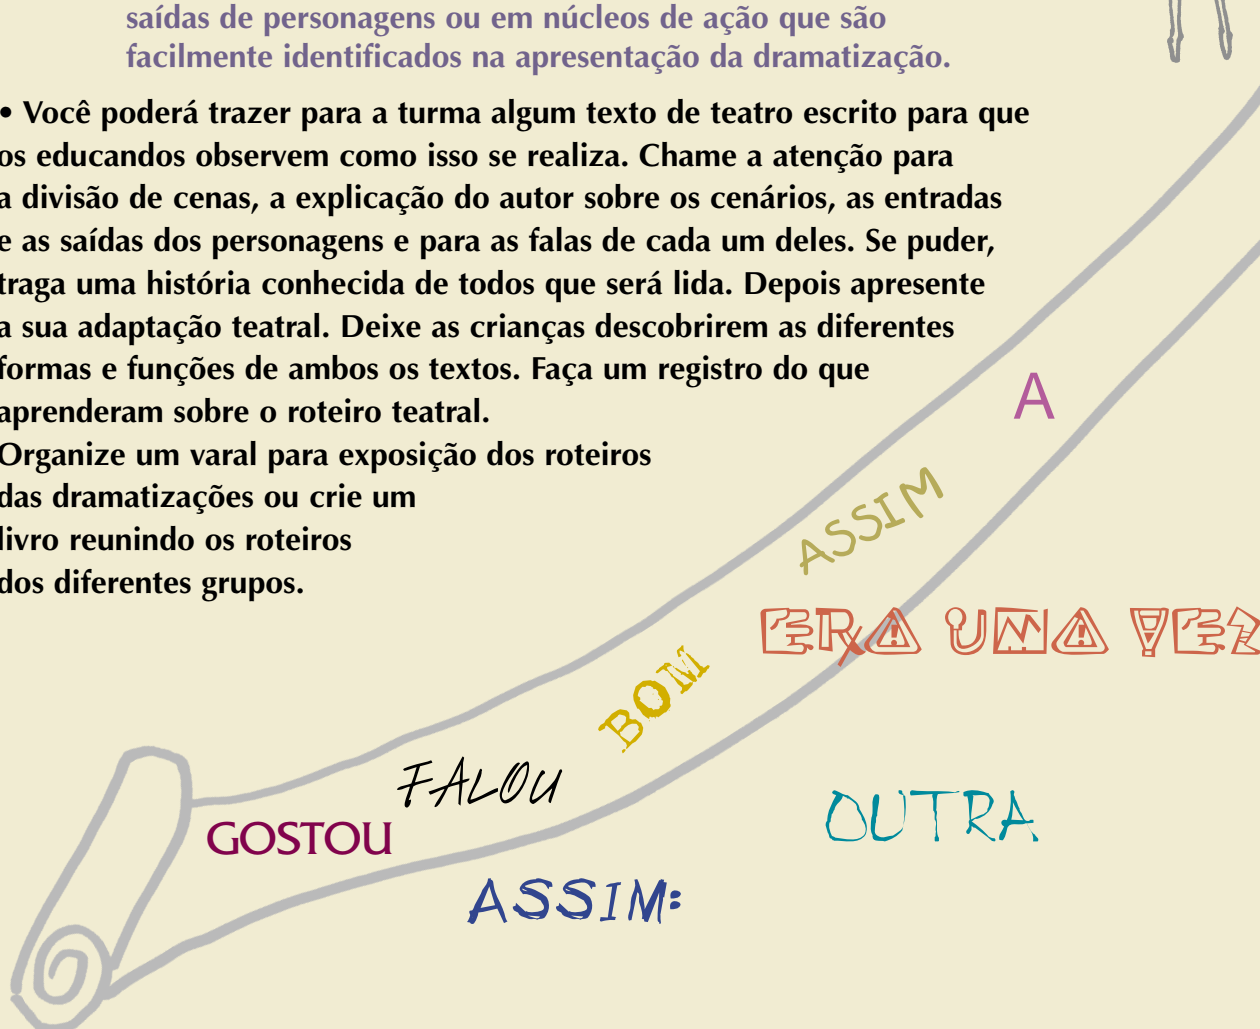 saídas de personagens ou em núcleos de ação que são
facilmente identificados na apresentação da dramatização.
• Você poderá trazer para a turma algum texto de teatro escrito para que
os educandos observem como isso se realiza. Chame a atenção para
a divisão de cenas, a explicação do autor sobre os cenários, as entradas
e as saídas dos personagens e para as falas de cada um deles. Se puder,
traga uma história conhecida de todos que será lida. Depois apresente
a sua adaptação teatral. Deixe as crianças descobrirem as diferentes
formas e funções de ambos os textos. Faça um registro do que
aprenderam sobre o roteiro teatral.
Organize um varal para exposição dos roteiros
das dramatizações ou crie um
livro reunindo os roteiros
dos diferentes grupos.
A
ASSIM
ERA UMA VEZ
BOM
FALOU
OUTRA
GOSTOU
ASSIM: